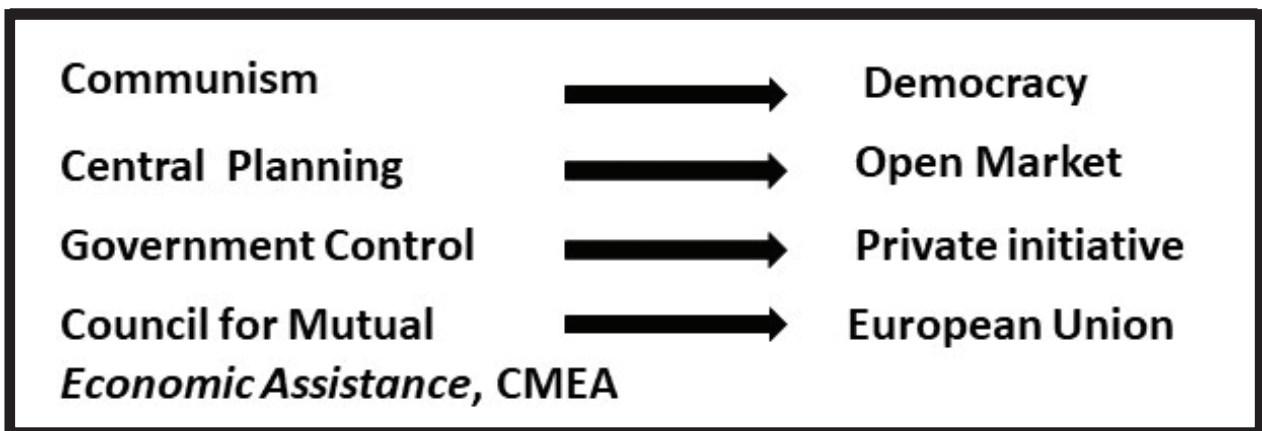 Communism Democracy
Central Planning Open Market
Government Control Private initiative
Council for Mutual European Union
Economic Assistance, CMEA